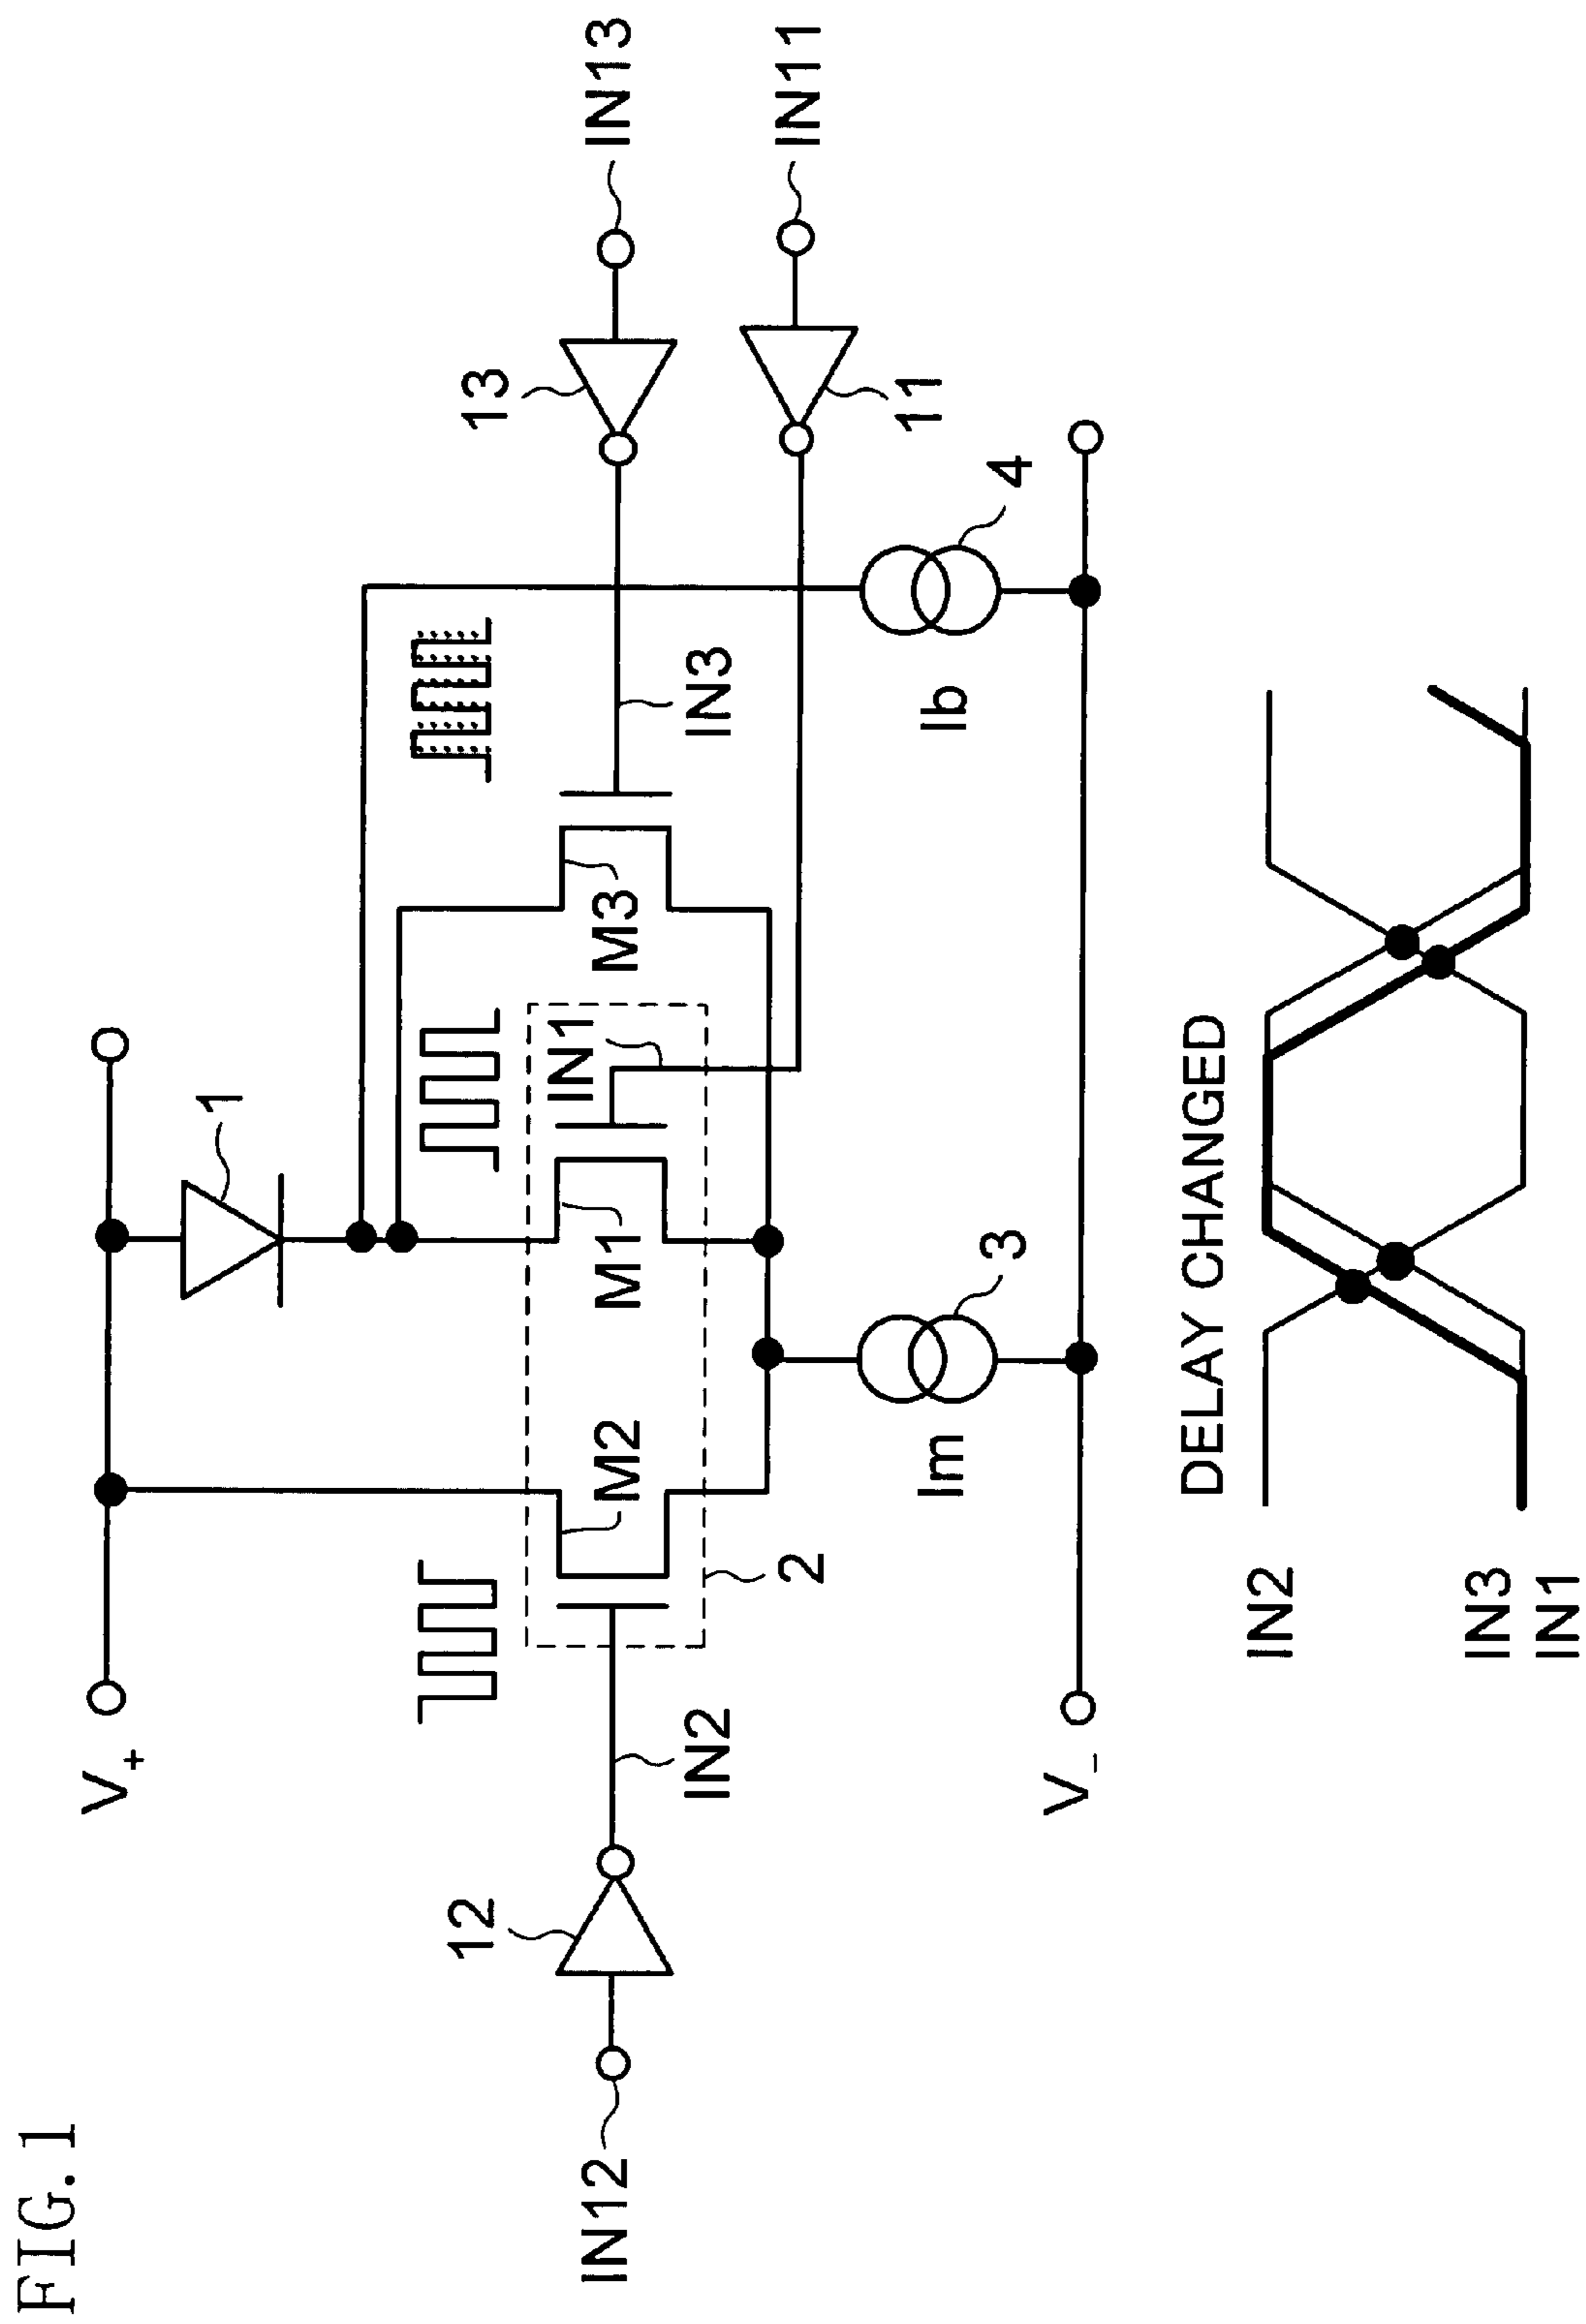 FIG.1
V+
1
IN12
12
IN2
M2
M1
IN1
M3
IN3
13
IN13
2
11
IN11
Im
3
Ib
4
V−
DELAY CHANGED
IN2
IN3
IN1